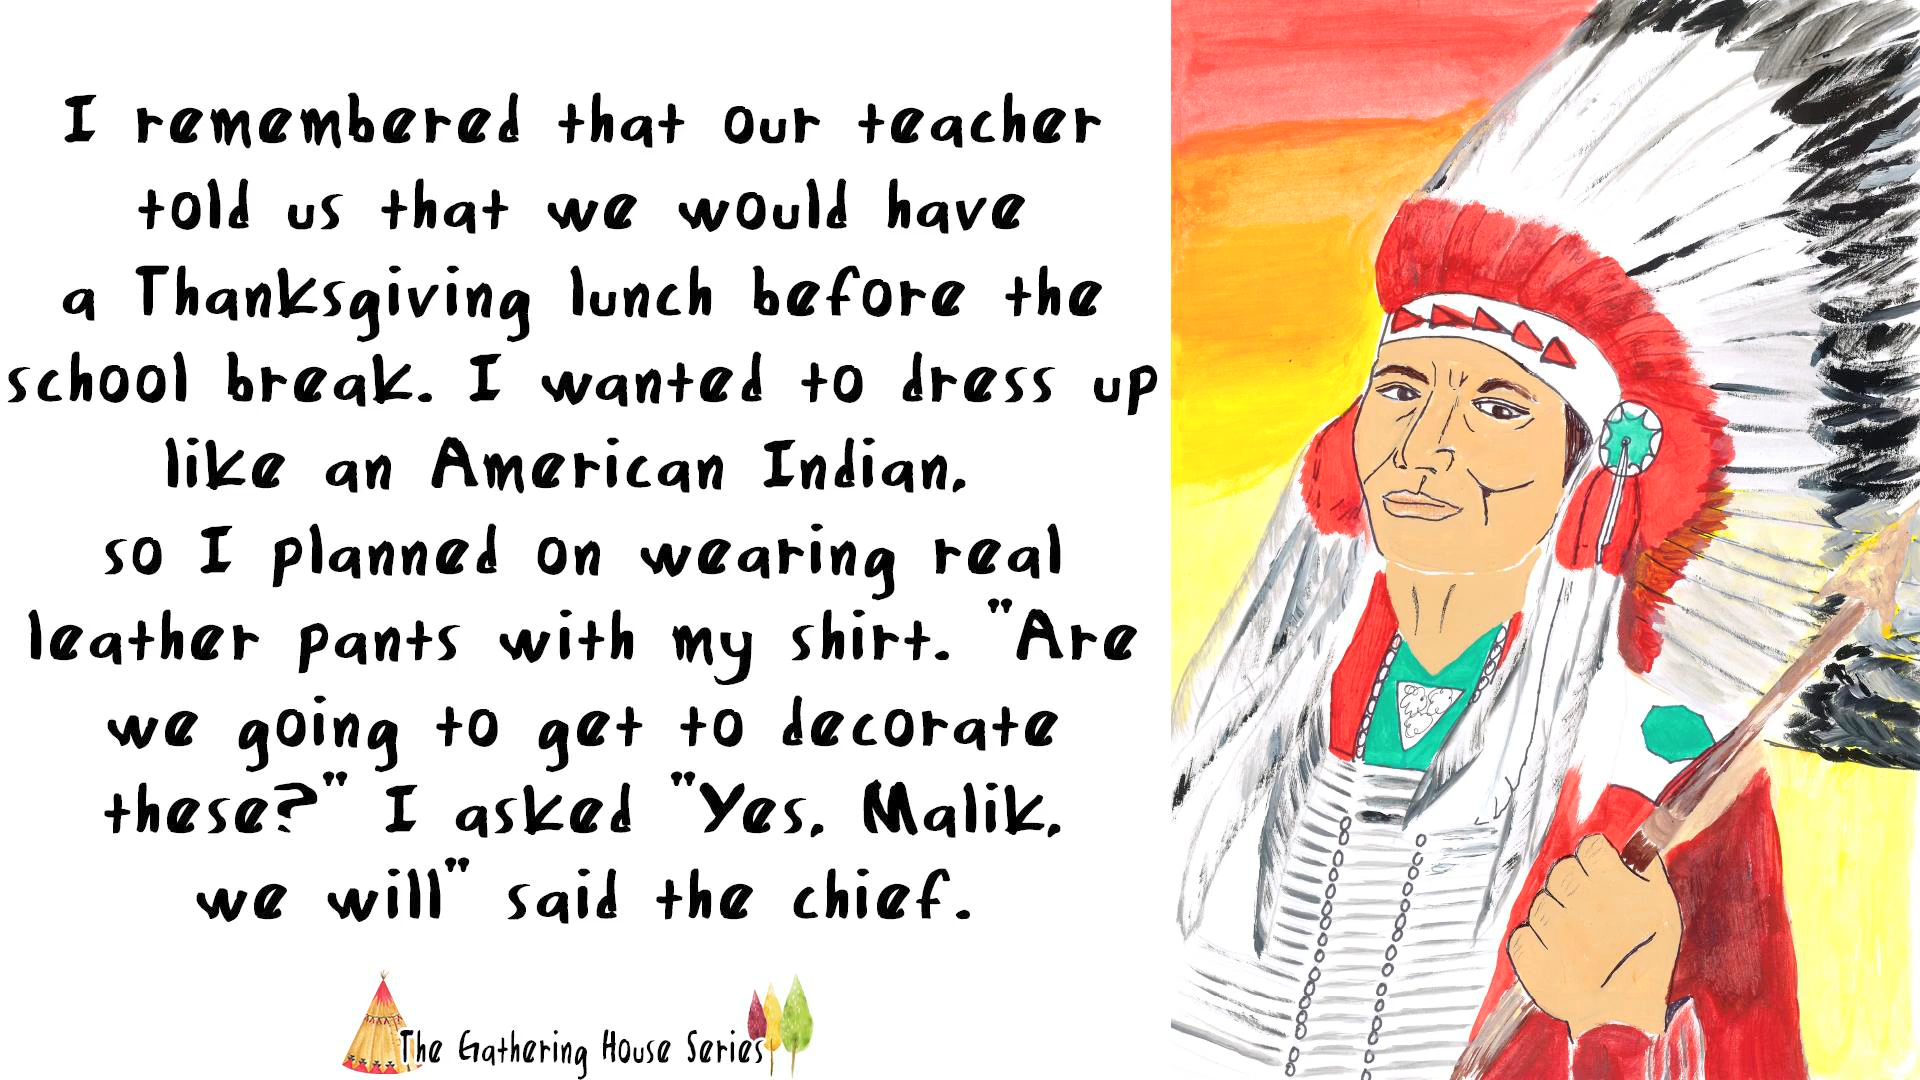 I remembered that our teacher
told us that we would have
a Thanksgiving lunch before the
school break. I wanted to dress up
like an American Indian,
so I planned on wearing real
leather pants with my shirt. "Are
we going to get to decorate
these?" I asked "Yes, Malik,
we will" said the chief.
The Gathering House Series